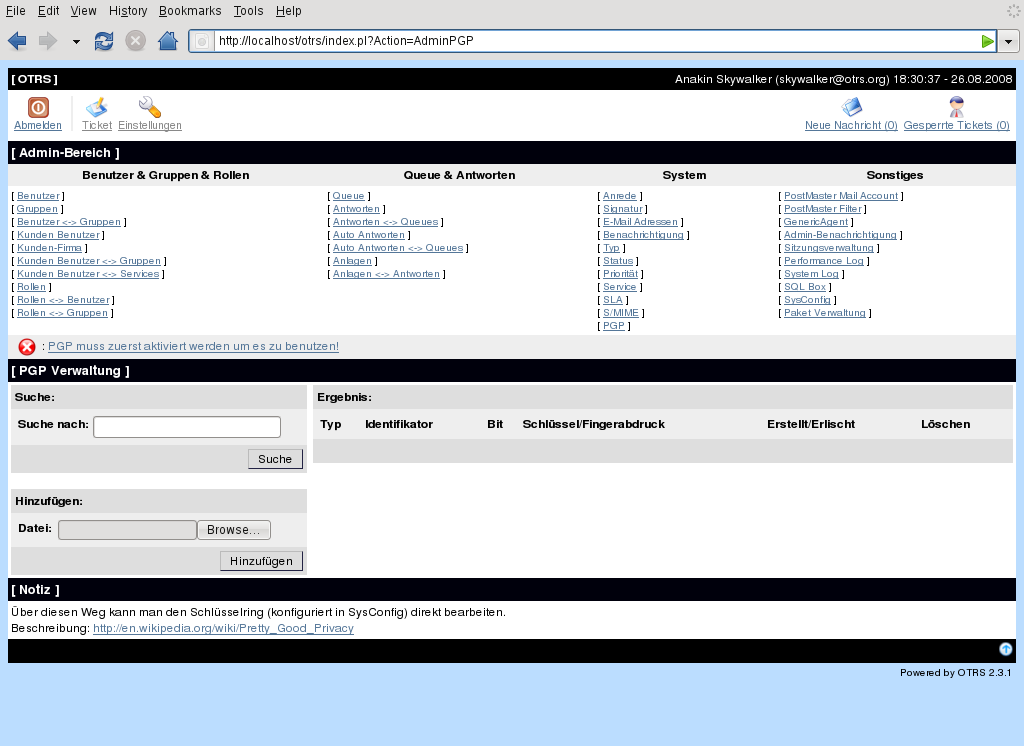 File Edit View History Bookmarks Tools Help
http://localhost/otrs/index.pl?Action=AdminPGP
[ OTRS ] Anakin Skywalker (skywalker@otrs.org) 18:30:37 - 26.08.2008
Abmelden Ticket Einstellungen Neue Nachricht (0) Gesperrte Tickets (0)
[ Admin-Bereich ]
Benutzer & Gruppen & Rollen Queue & Antworten System Sonstiges
[ Benutzer ] [ Queue ] [ Anrede ] [ PostMaster Mail Account ]
[ Gruppen ] [ Antworten ] [ Signatur ] [ PostMaster Filter ]
[ Benutzer <-> Gruppen ] [ Antworten <-> Queues ] [ E-Mail Adressen ] [ GenericAgent ]
[ Kunden Benutzer ] [ Auto Antworten ] [ Benachrichtigung ] [ Admin-Benachrichtigung ]
[ Kunden-Firma ] [ Auto Antworten <-> Queues ] [ Typ ] [ Sitzungsverwaltung ]
[ Kunden Benutzer <-> Gruppen ] [ Anlagen ] [ Status ] [ Performance Log ]
[ Kunden Benutzer <-> Services ] [ Anlagen <-> Antworten ] [ Priorität ] [ System Log ]
[ Rollen ] [ Service ] [ SQL Box ]
[ Rollen <-> Benutzer ] [ SLA ] [ SysConfig ]
[ Rollen <-> Gruppen ] [ S/MIME ] [ Paket Verwaltung ]
[ PGP ]
: PGP muss zuerst aktiviert werden um es zu benutzen!
[ PGP Verwaltung ]
Suche: Ergebnis:
Suche nach: Typ Identifikator Bit Schlüssel/Fingerabdruck Erstellt/Erlischt Löschen
Suche
Hinzufügen:
Datei: Browse...
Hinzufügen
[ Notiz ]
Über diesen Weg kann man den Schlüsselring (konfiguriert in SysConfig) direkt bearbeiten.
Beschreibung: http://en.wikipedia.org/wiki/Pretty_Good_Privacy
Powered by OTRS 2.3.1